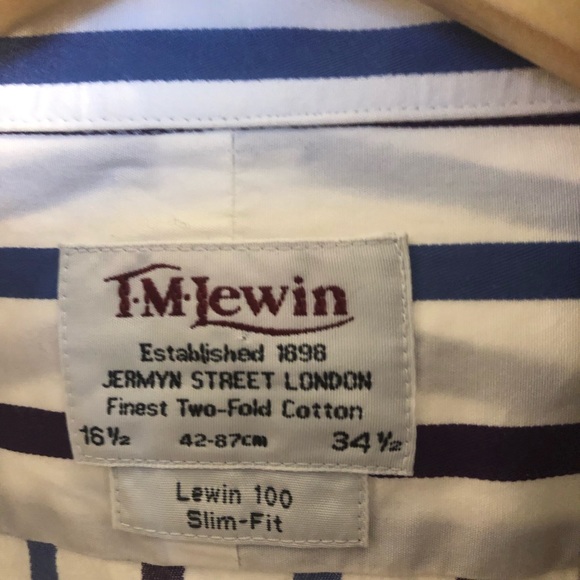 T·M·Lewin
Established 1898
JERMYN STREET LONDON
Finest Two-Fold Cotton
16½ 42-87cm 34½
Lewin 100
Slim-Fit